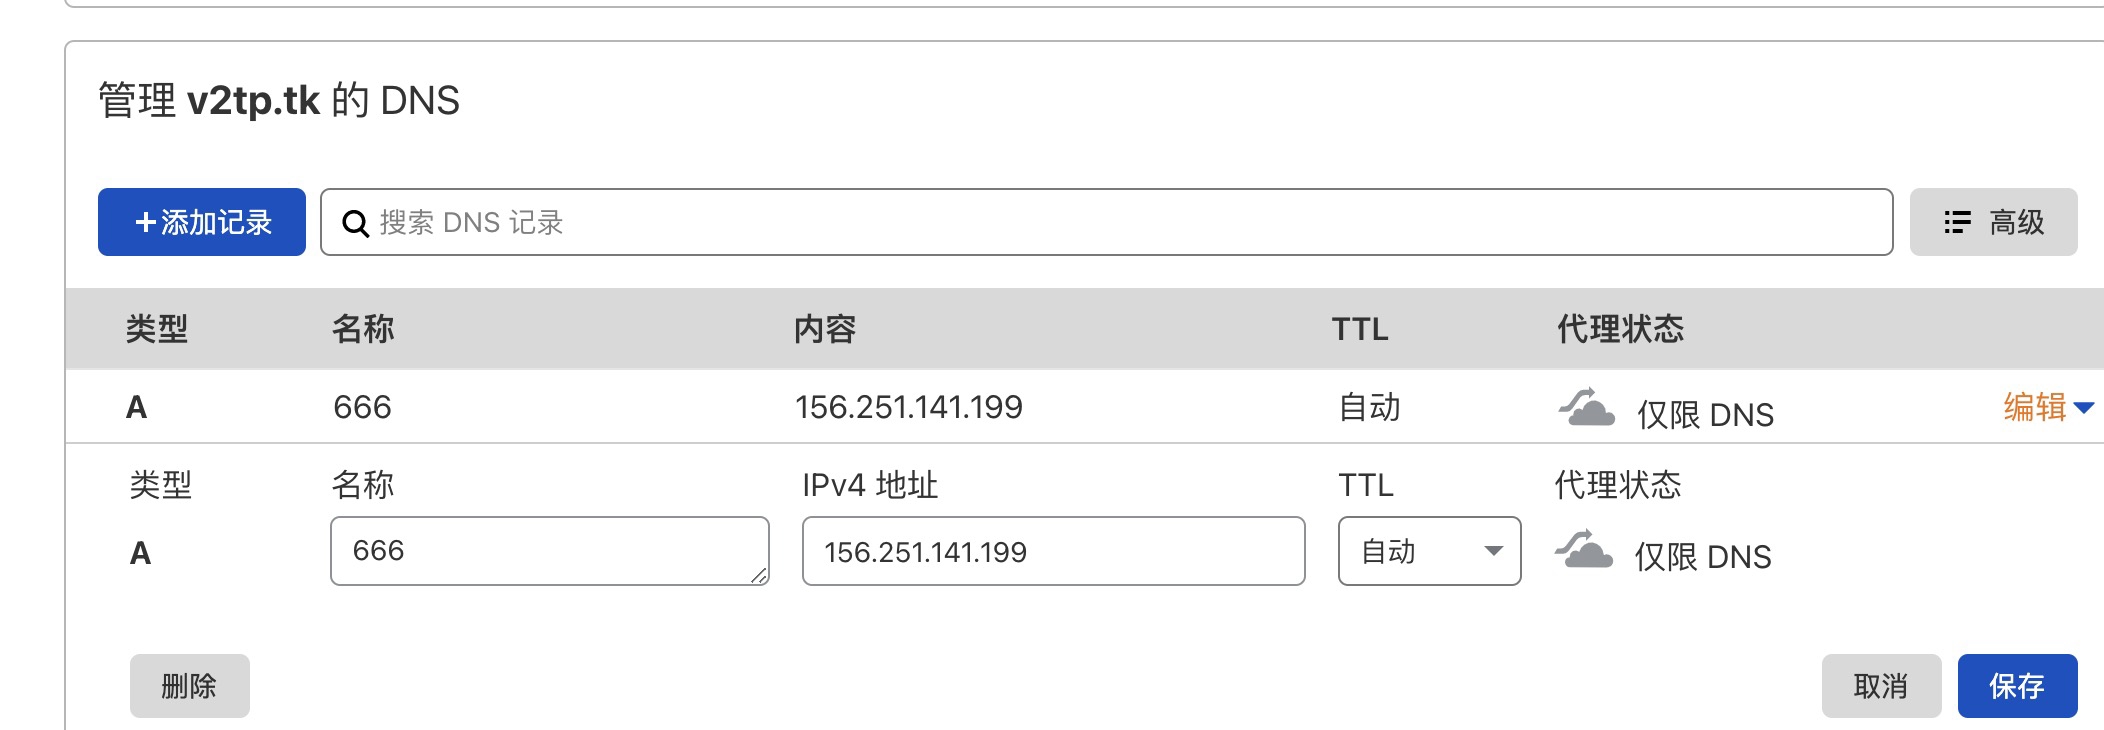 管理 v2tp.tk 的 DNS
+添加记录 搜索 DNS 记录 高级
类型 名称 内容 TTL 代理状态
A 666 156.251.141.199 自动 仅限 DNS 编辑
类型 名称 IPv4 地址 TTL 代理状态
A 666 156.251.141.199 自动 仅限 DNS
删除 取消 保存